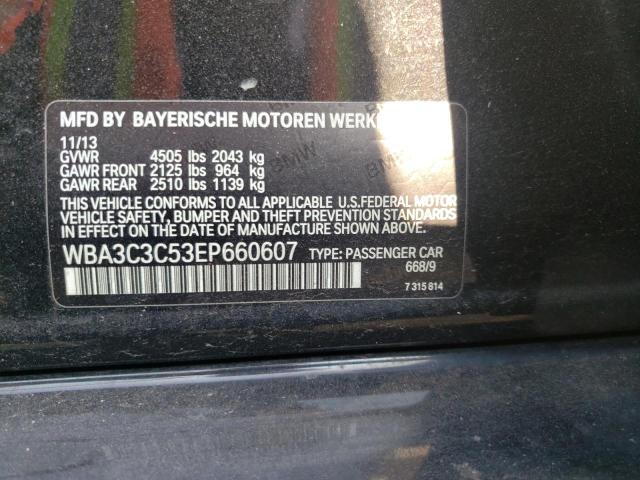 MFD BY BAYERISCHE MOTOREN WERK
11/13
GVWR 4505 lbs 2043 kg
GAWR FRONT 2125 lbs 964 kg
GAWR REAR 2510 lbs 1139 kg
THIS VEHICLE CONFORMS TO ALL APPLICABLE U.S.FEDERAL MOTOR
VEHICLE SAFETY, BUMPER AND THEFT PREVENTION STANDARDS
IN EFFECT ON THE DATE OF MANUFACTURE SHOWN ABOVE.
WBA3C3C53EP660607 TYPE: PASSENGER CAR
668/9
7 315 814
BMW